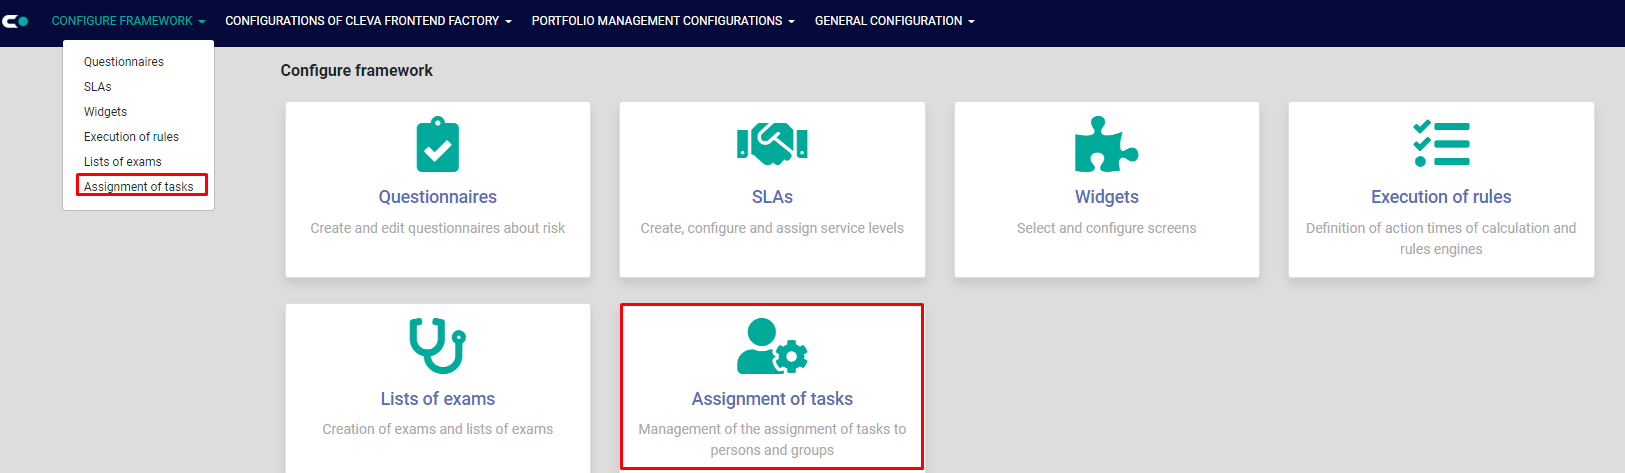 CONFIGURE FRAMEWORK
CONFIGURATIONS OF CLEVA FRONTEND FACTORY
PORTFOLIO MANAGEMENT CONFIGURATIONS
GENERAL CONFIGURATION
Questionnaires
SLAs
Widgets
Execution of rules
Lists of exams
Assignment of tasks
Configure framework
Questionnaires
Create and edit questionnaires about risk
SLAs
Create, configure and assign service levels
Widgets
Select and configure screens
Execution of rules
Definition of action times of calculation and
rules engines
Lists of exams
Creation of exams and lists of exams
Assignment of tasks
Management of the assignment of tasks to
persons and groups